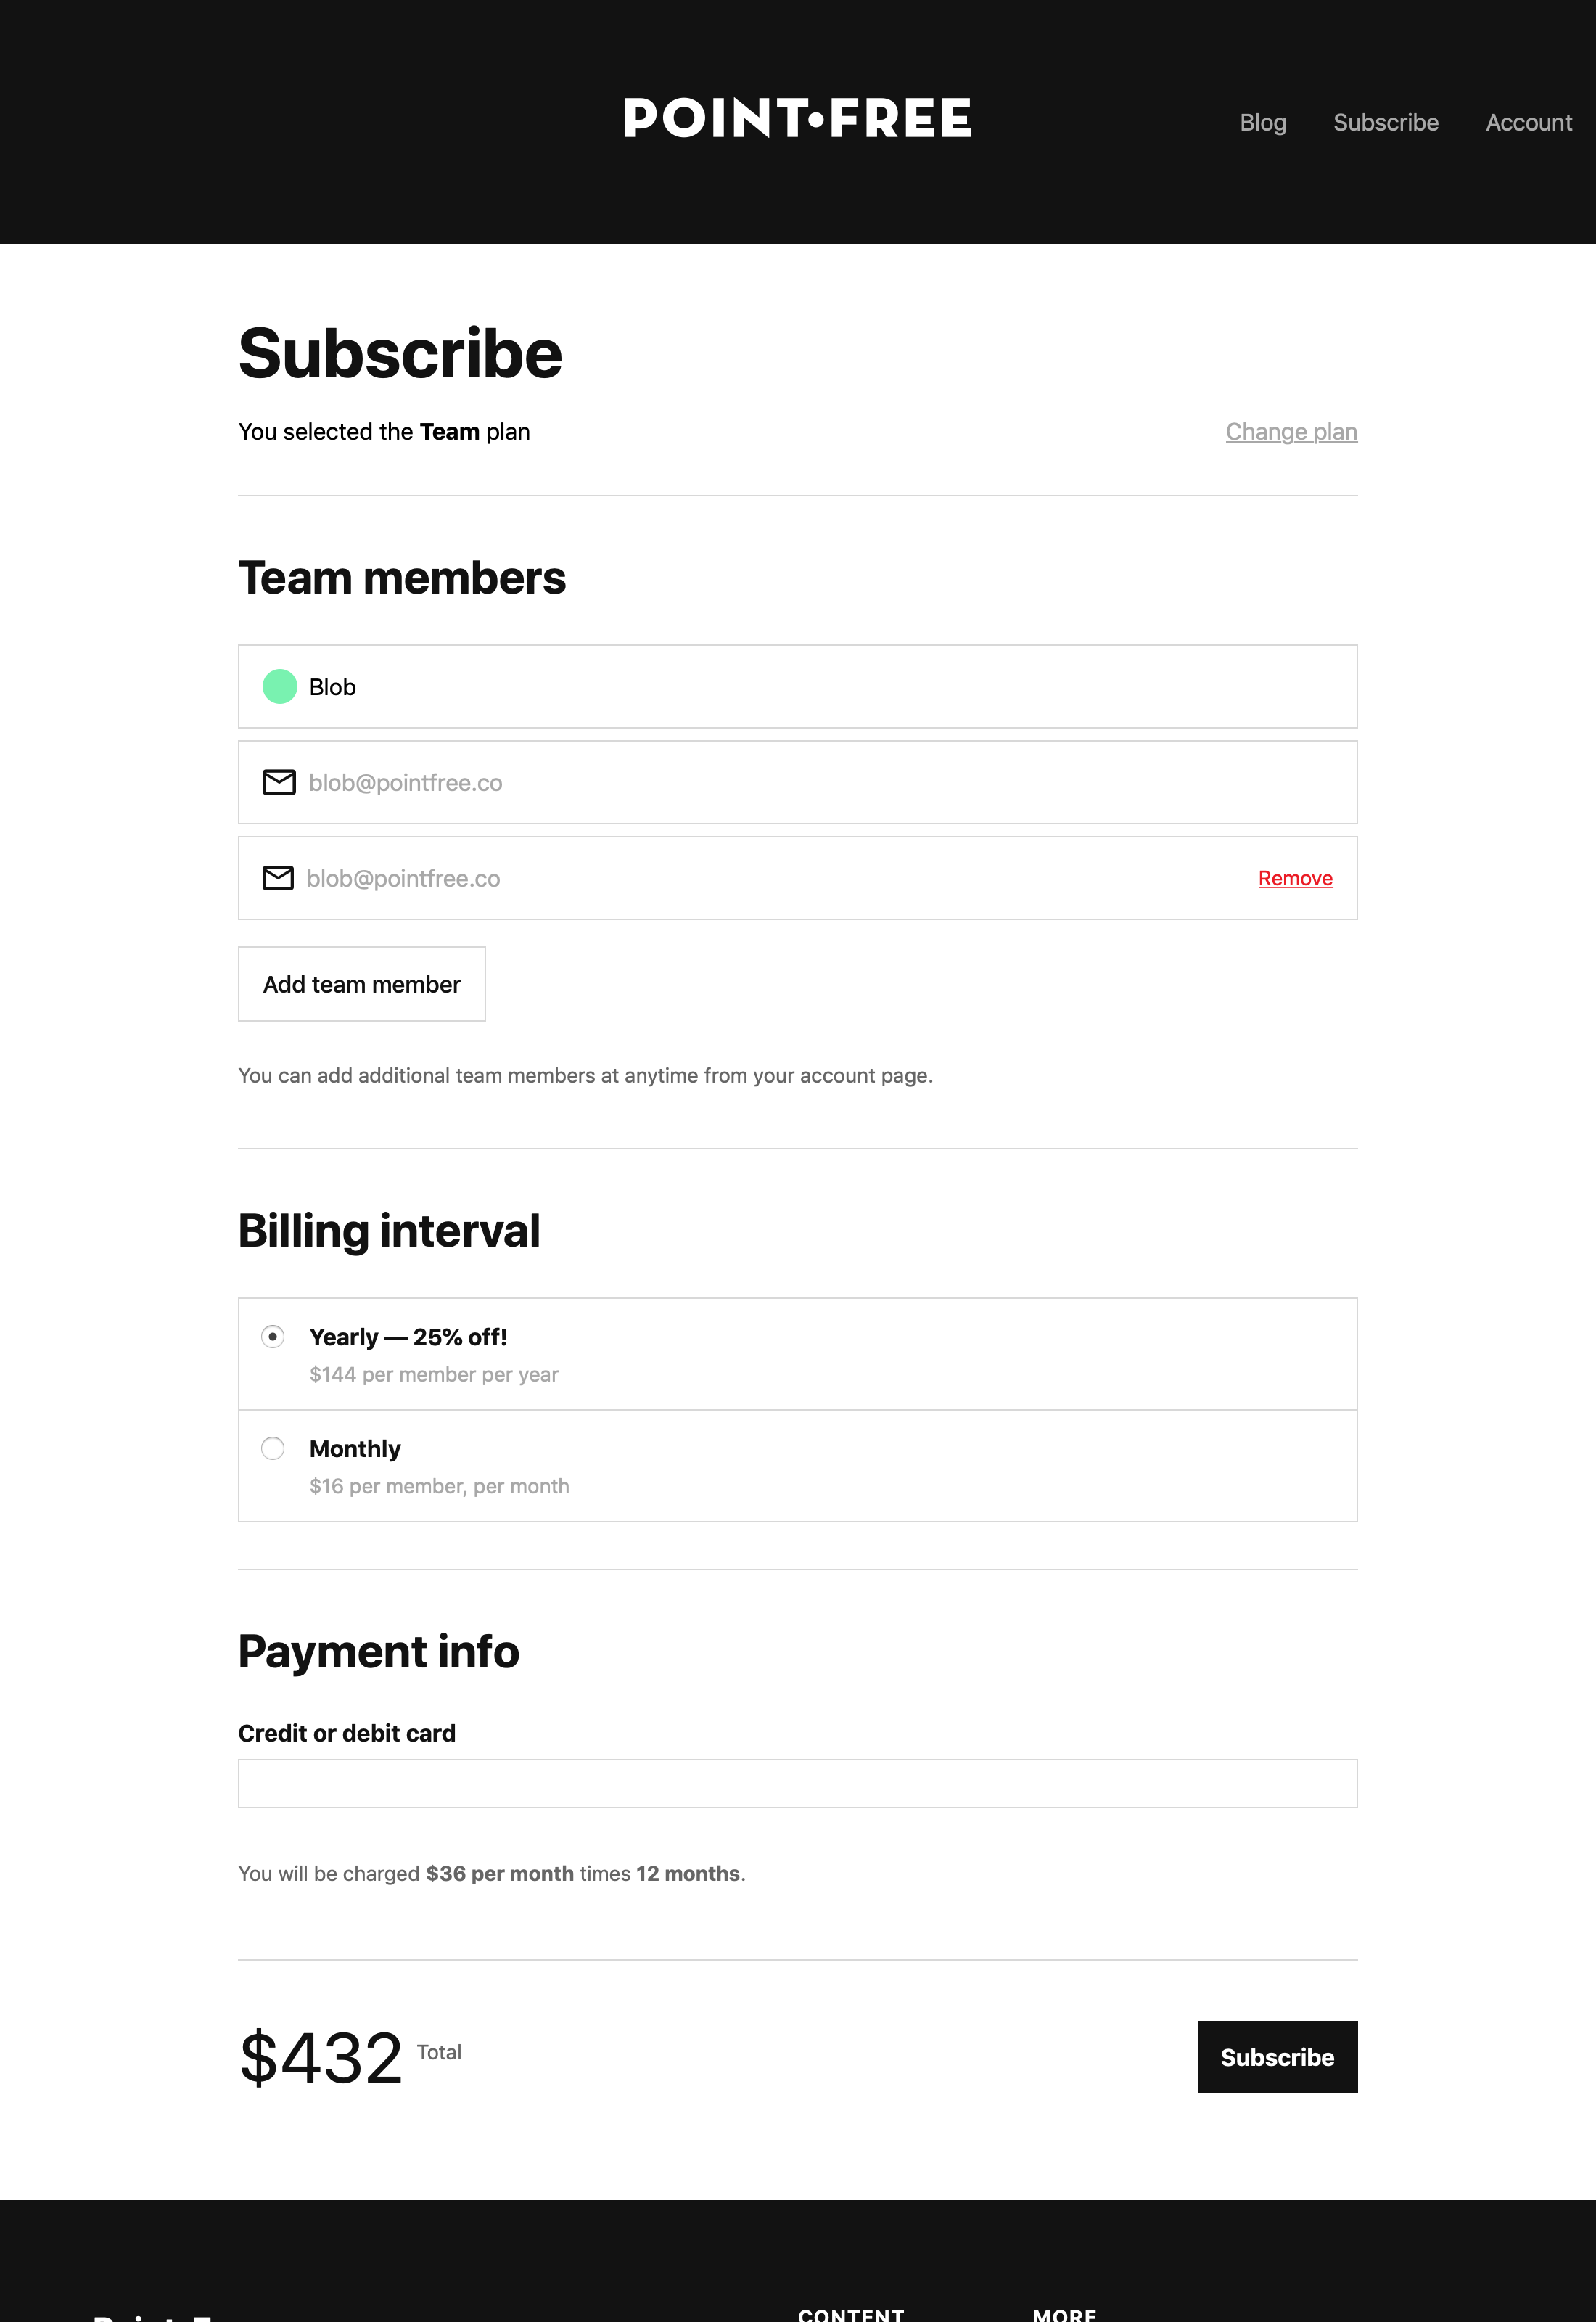 POINT•FREE
Blog Subscribe Account
Subscribe
You selected the Team plan
Change plan
Team members
Blob
blob@pointfree.co
blob@pointfree.co
Remove
Add team member
You can add additional team members at anytime from your account page.
Billing interval
Yearly — 25% off!
$144 per member per year
Monthly
$16 per member, per month
Payment info
Credit or debit card
You will be charged $36 per month times 12 months.
$432 Total
Subscribe
CONTENT
MORE